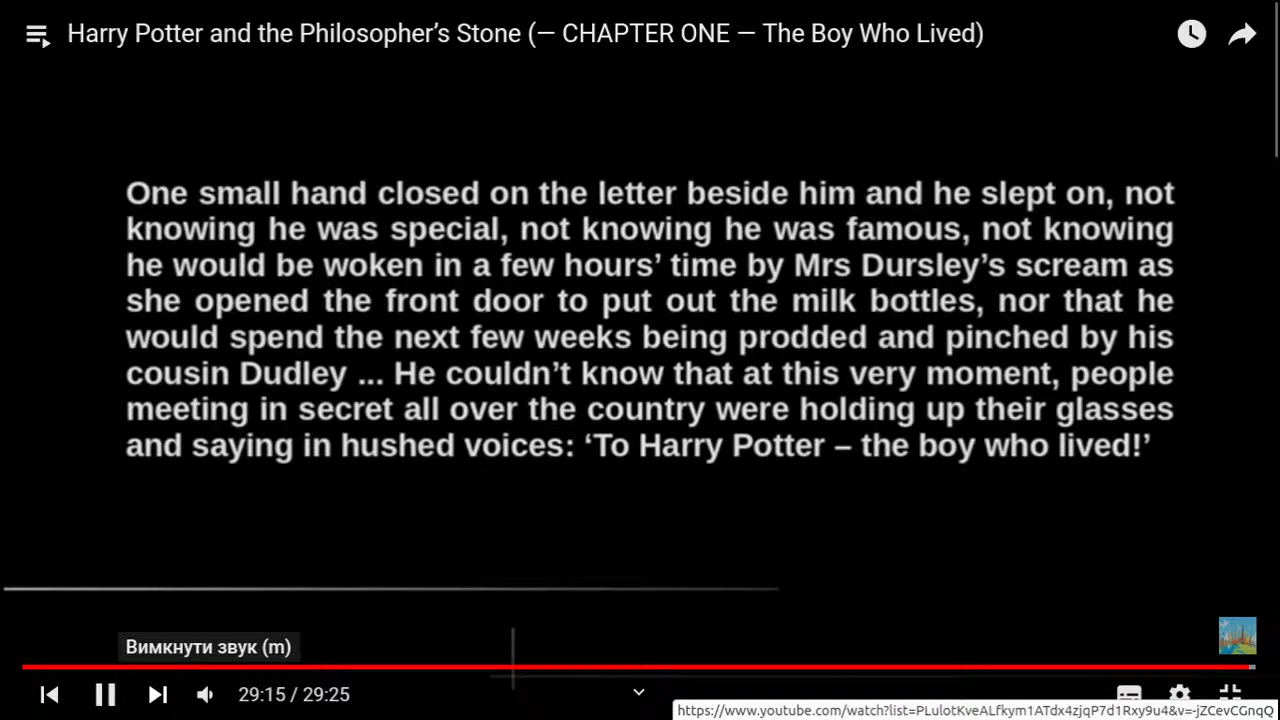 Harry Potter and the Philosopher’s Stone (— CHAPTER ONE — The Boy Who Lived)
One small hand closed on the letter beside him and he slept on, not
knowing he was special, not knowing he was famous, not knowing
he would be woken in a few hours’ time by Mrs Dursley’s scream as
she opened the front door to put out the milk bottles, nor that he
would spend the next few weeks being prodded and pinched by his
cousin Dudley ... He couldn’t know that at this very moment, people
meeting in secret all over the country were holding up their glasses
and saying in hushed voices: ‘To Harry Potter – the boy who lived!’
Вимкнути звук (m)
29:15 / 29:25
https://www.youtube.com/watch?list=PLulotKveALfkym1ATdx4zjqP7d1Rxy9u4&v=-jZCevCGnqQ